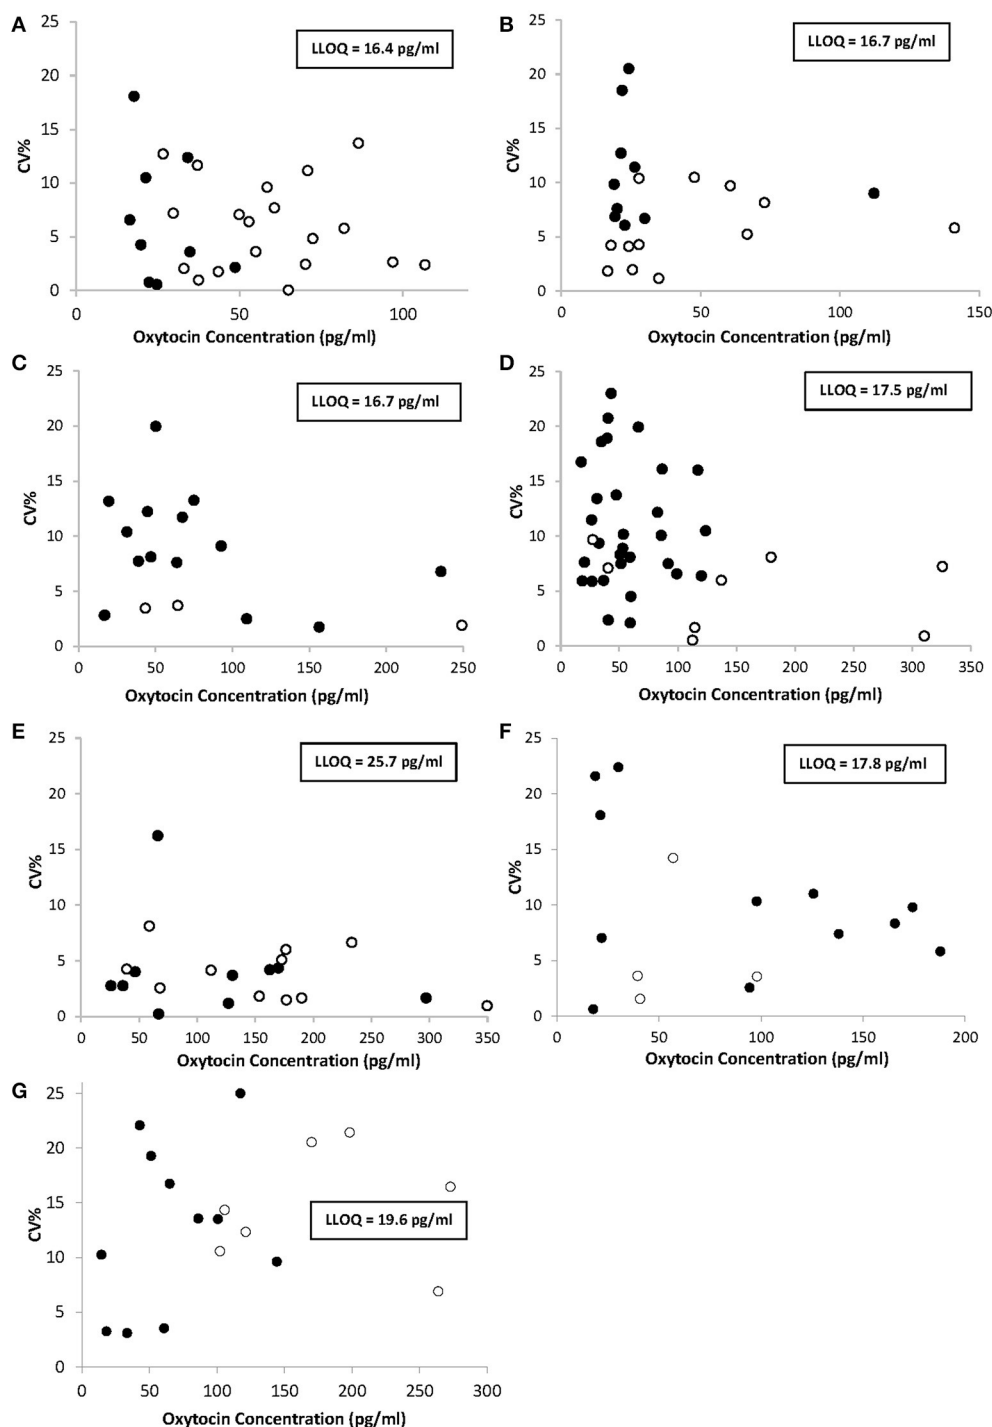 A
25
20
15
10
5
0
CV%
LLOQ = 16.4 pg/ml
50
100
Oxytocin Concentration (pg/ml)
B
25
20
15
10
5
0
CV%
LLOQ = 16.7 pg/ml
0
50
100
150
Oxytocin Concentration (pg/ml)
C
25
20
15
10
5
0
CV%
LLOQ = 16.7 pg/ml
0
50
100
150
200
250
Oxytocin Concentration (pg/ml)
D
25
20
15
10
5
0
CV%
LLOQ = 17.5 pg/ml
0
50
100
150
200
250
300
350
Oxytocin Concentration (pg/ml)
E
25
20
15
10
5
0
CV%
LLOQ = 25.7 pg/ml
0
50
100
150
200
250
300
350
Oxytocin Concentration (pg/ml)
F
25
20
15
10
5
0
CV%
LLOQ = 17.8 pg/ml
0
50
100
150
200
Oxytocin Concentration (pg/ml)
G
25
20
15
10
5
0
CV%
LLOQ = 19.6 pg/ml
0
50
100
150
200
250
300
Oxytocin Concentration (pg/ml)